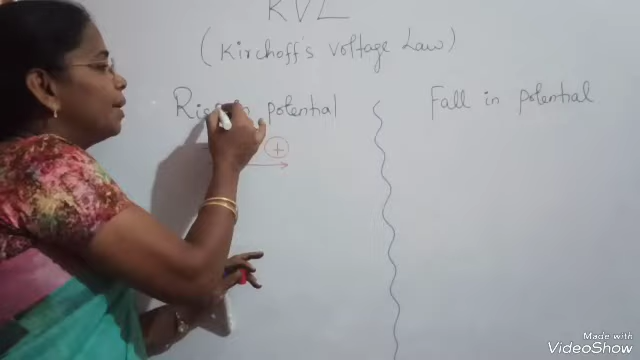 KVL
(Kirchoff's Voltage Law)
potential
Fall in potential
+
Made with
VideoShow